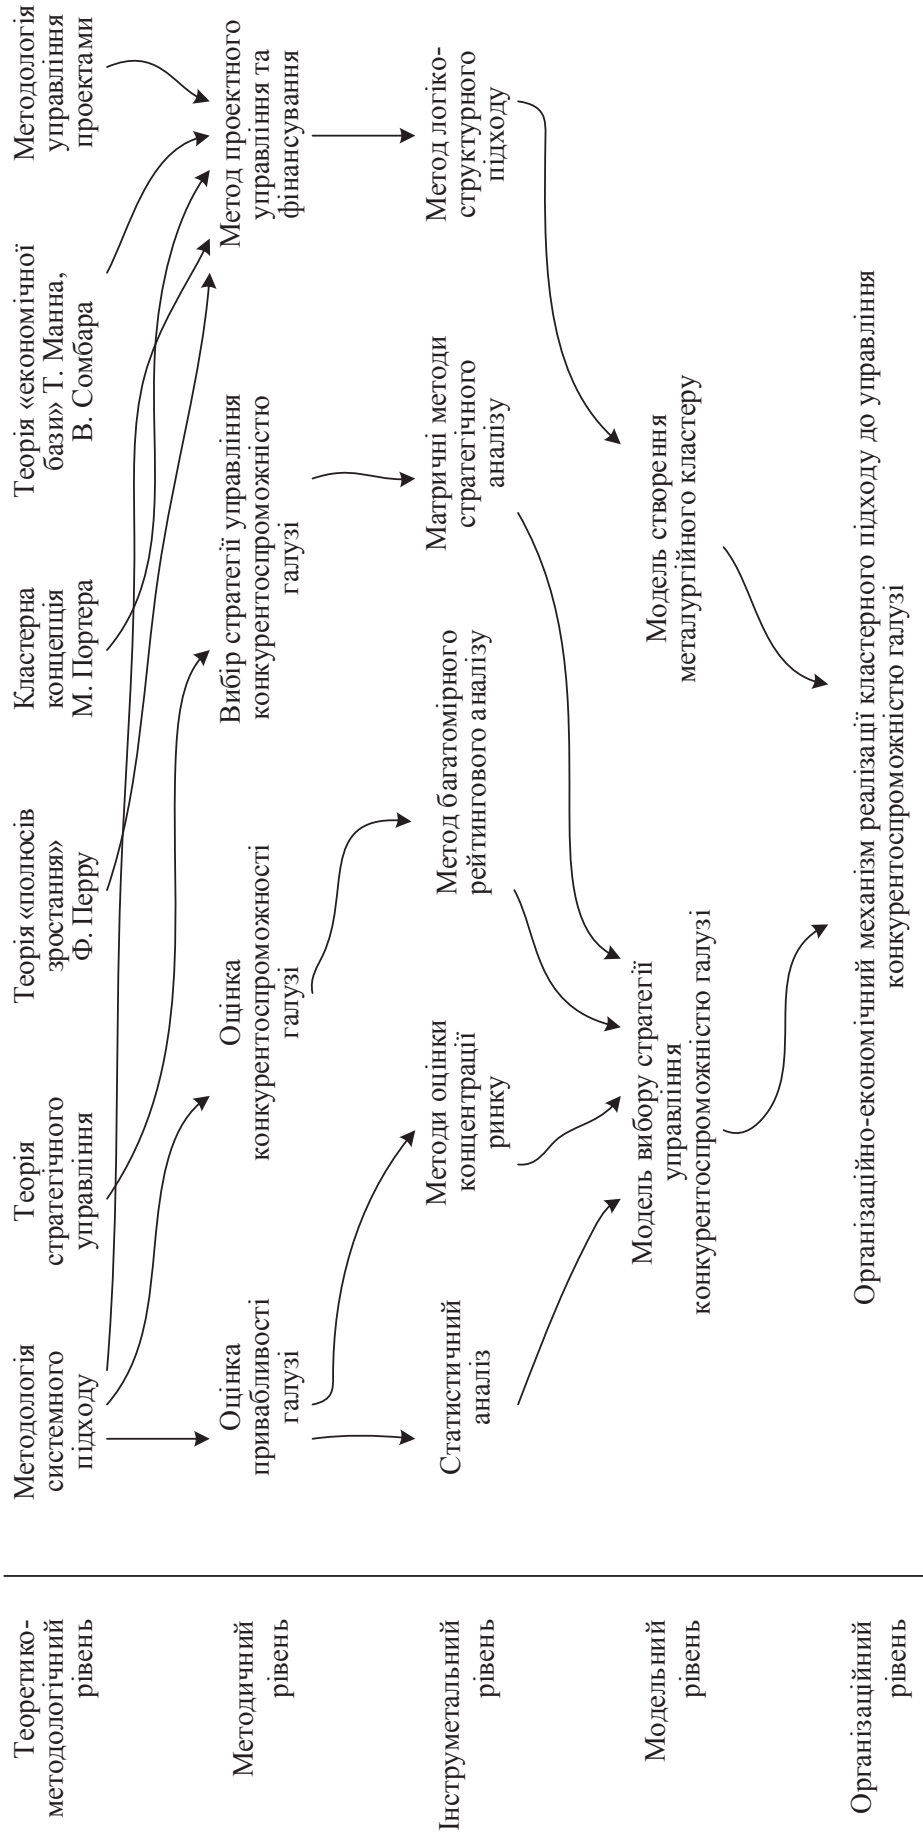 Теоретико-
методологічний
рівень
Методологія
системного
підходу
Теорія
стратегічного
управління
Теорія «полюсів
зростання»
Ф. Перру
Кластерна
концепція
М. Портера
Теорія «економічної
бази» Т. Манна,
В. Сомбара
Методологія
управління
проектами
Методичний
рівень
Оцінка
привабливості
галузі
Оцінка
конкурентоспроможності
галузі
Вибір стратегії управління
конкурентоспроможністю
галузі
Метод проектного
управління та
фінансування
Інструметальний
рівень
Статистичний
аналіз
Методи оцінки
концентрації
ринку
Метод багатомірного
рейтингового аналізу
Матричні методи
стратегічного
аналізу
Метод логіко-
структурного
підходу
Модельний
рівень
Модель вибору стратегії
управління
конкурентоспроможністю галузі
Модель створення
металургійного кластеру
Організаційний
рівень
Організаційно-економічний механізм реалізації кластерного підходу до управління
конкурентоспроможністю галузі